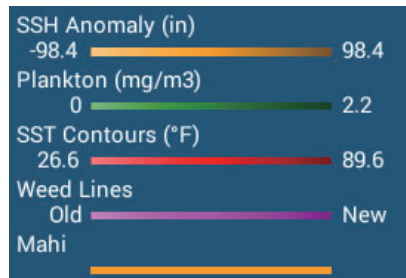 SSH Anomaly (in)
-98.4 98.4
Plankton (mg/m3)
0 2.2
SST Contours (°F)
26.6 89.6
Weed Lines
Old New
Mahi